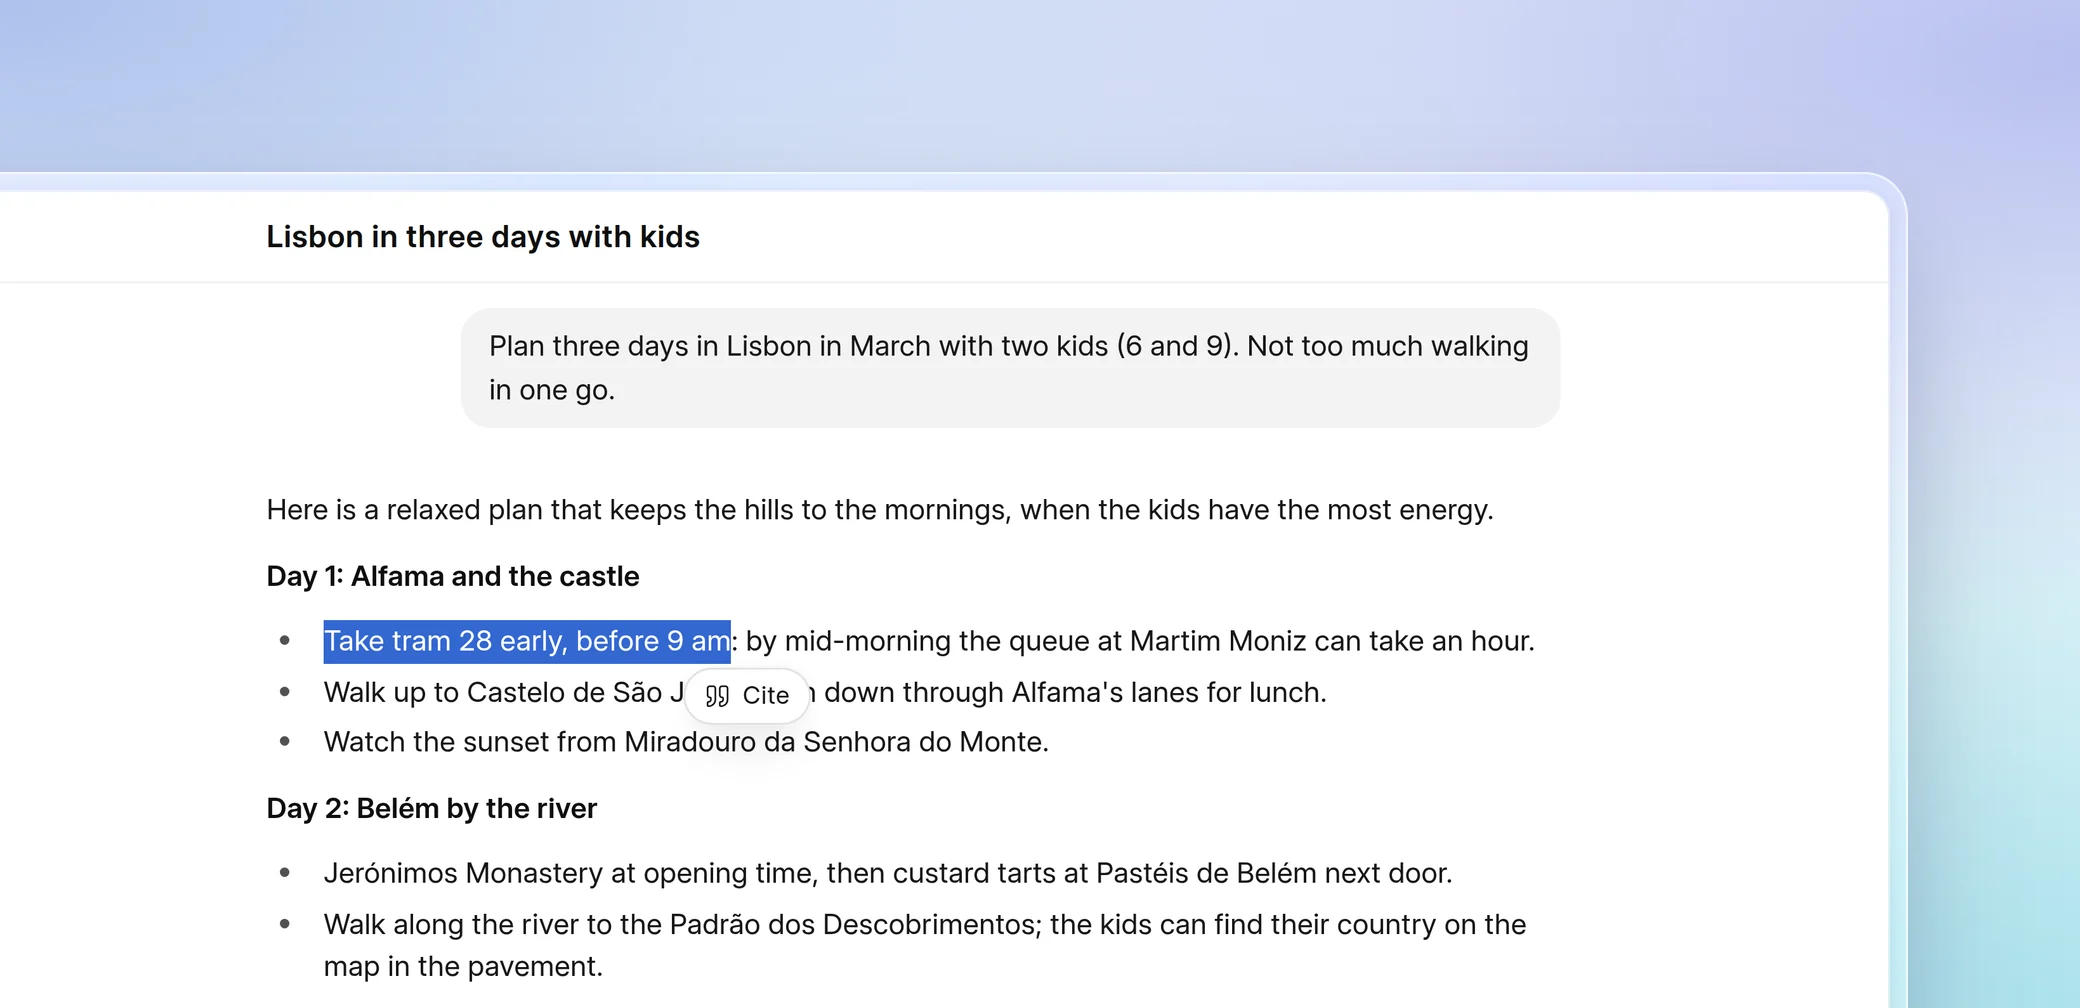 Lisbon in three days with kids
Plan three days in Lisbon in March with two kids (6 and 9). Not too much walking
in one go.
Here is a relaxed plan that keeps the hills to the mornings, when the kids have the most energy.
Day 1: Alfama and the castle
Take tram 28 early, before 9 am: by mid-morning the queue at Martim Moniz can take an hour.
Walk up to Castelo de São down through Alfama's lanes for lunch.
Cite
Watch the sunset from Miradouro da Senhora do Monte.
Day 2: Belém by the river
Jerónimos Monastery at opening time, then custard tarts at Pastéis de Belém next door.
Walk along the river to the Padrão dos Descobrimentos; the kids can find their country on the
map in the pavement.